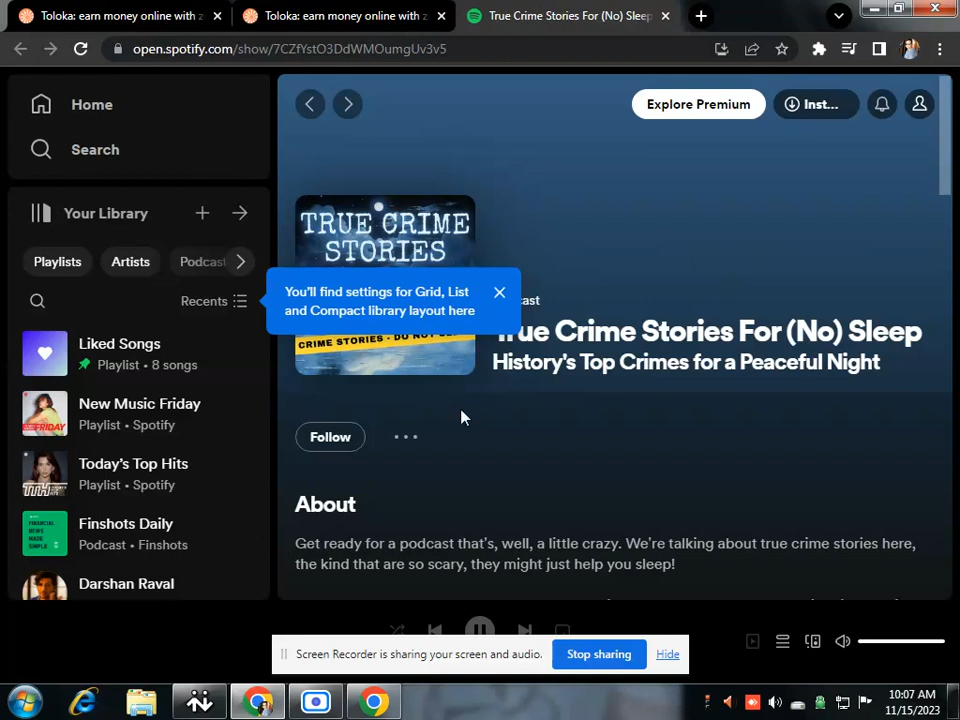 Toloka: earn money online with z
Toloka: earn money online with z
True Crime Stories For (No) Sleep
open.spotify.com/show/7CZfYstO3DdWMOumgUv3v5
Home
Search
Your Library
Playlists
Artists
Podcas
Recents
Liked Songs
Playlist • 8 songs
New Music Friday
Playlist • Spotify
Today's Top Hits
Playlist • Spotify
Finshots Daily
Podcast • Finshots
Darshan Raval
Explore Premium
Inst...
TRUE CRIME
STORIES
CRIME STORIES - DO NOT
You'll find settings for Grid, List
and Compact library layout here
cast
True Crime Stories For (No) Sleep
History's Top Crimes for a Peaceful Night
Follow
About
Get ready for a podcast that's, well, a little crazy. We're talking about true crime stories here,
the kind that are so scary, they might just help you sleep!
Screen Recorder is sharing your screen and audio.
Stop sharing
Hide
10:07 AM
11/15/2023